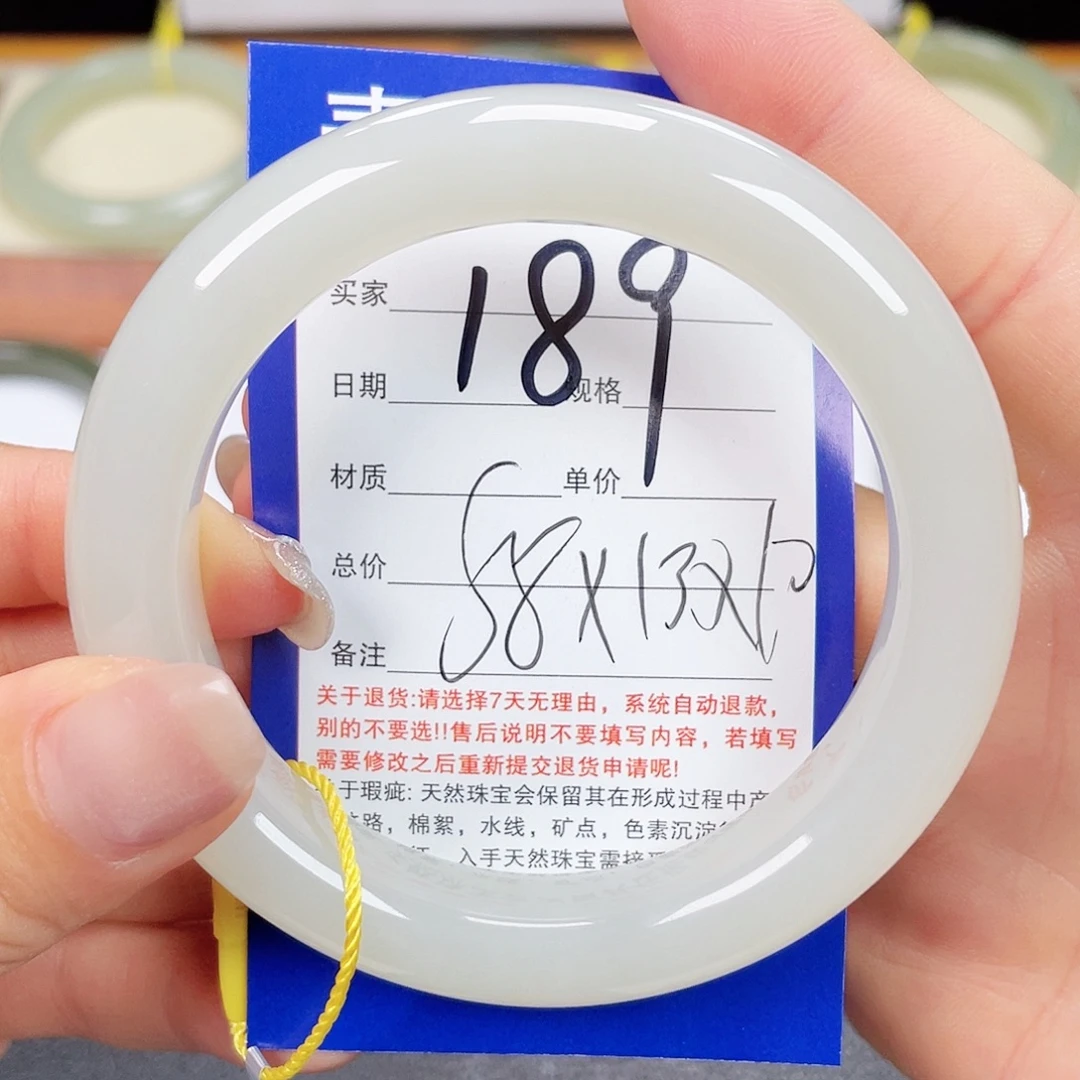 189
买家
日期 规格
材质 单价
总价 58X13
备注
关于退货:请选择7天无理由，系统自动退款，
别的不要选!!售后说明不要填写内容，若填写
需要修改之后重新提交退货申请呢!
于瑕疵: 天然珠宝会保留其在形成过程中产
路，棉絮，水线，矿点，色素沉淀
入手天然珠宝需接